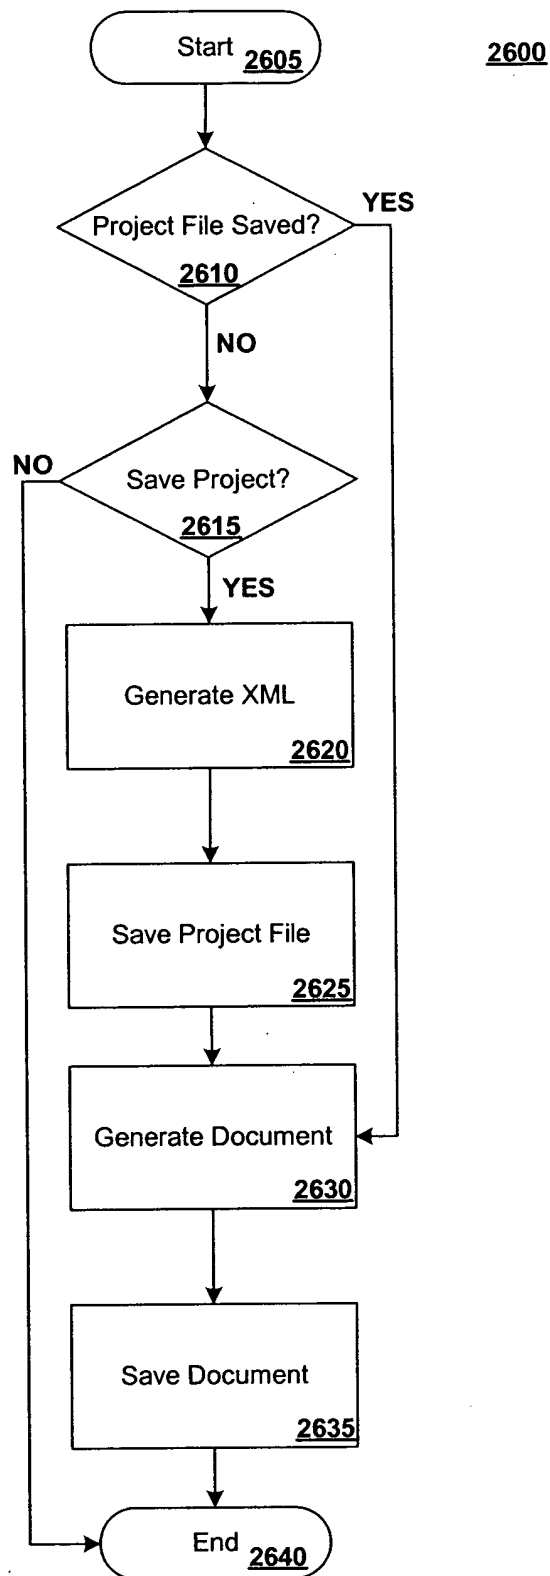 Start 2605
2600
Project File Saved?
2610
YES
NO
Save Project?
2615
NO
YES
Generate XML
2620
Save Project File
2625
Generate Document
2630
Save Document
2635
End 2640